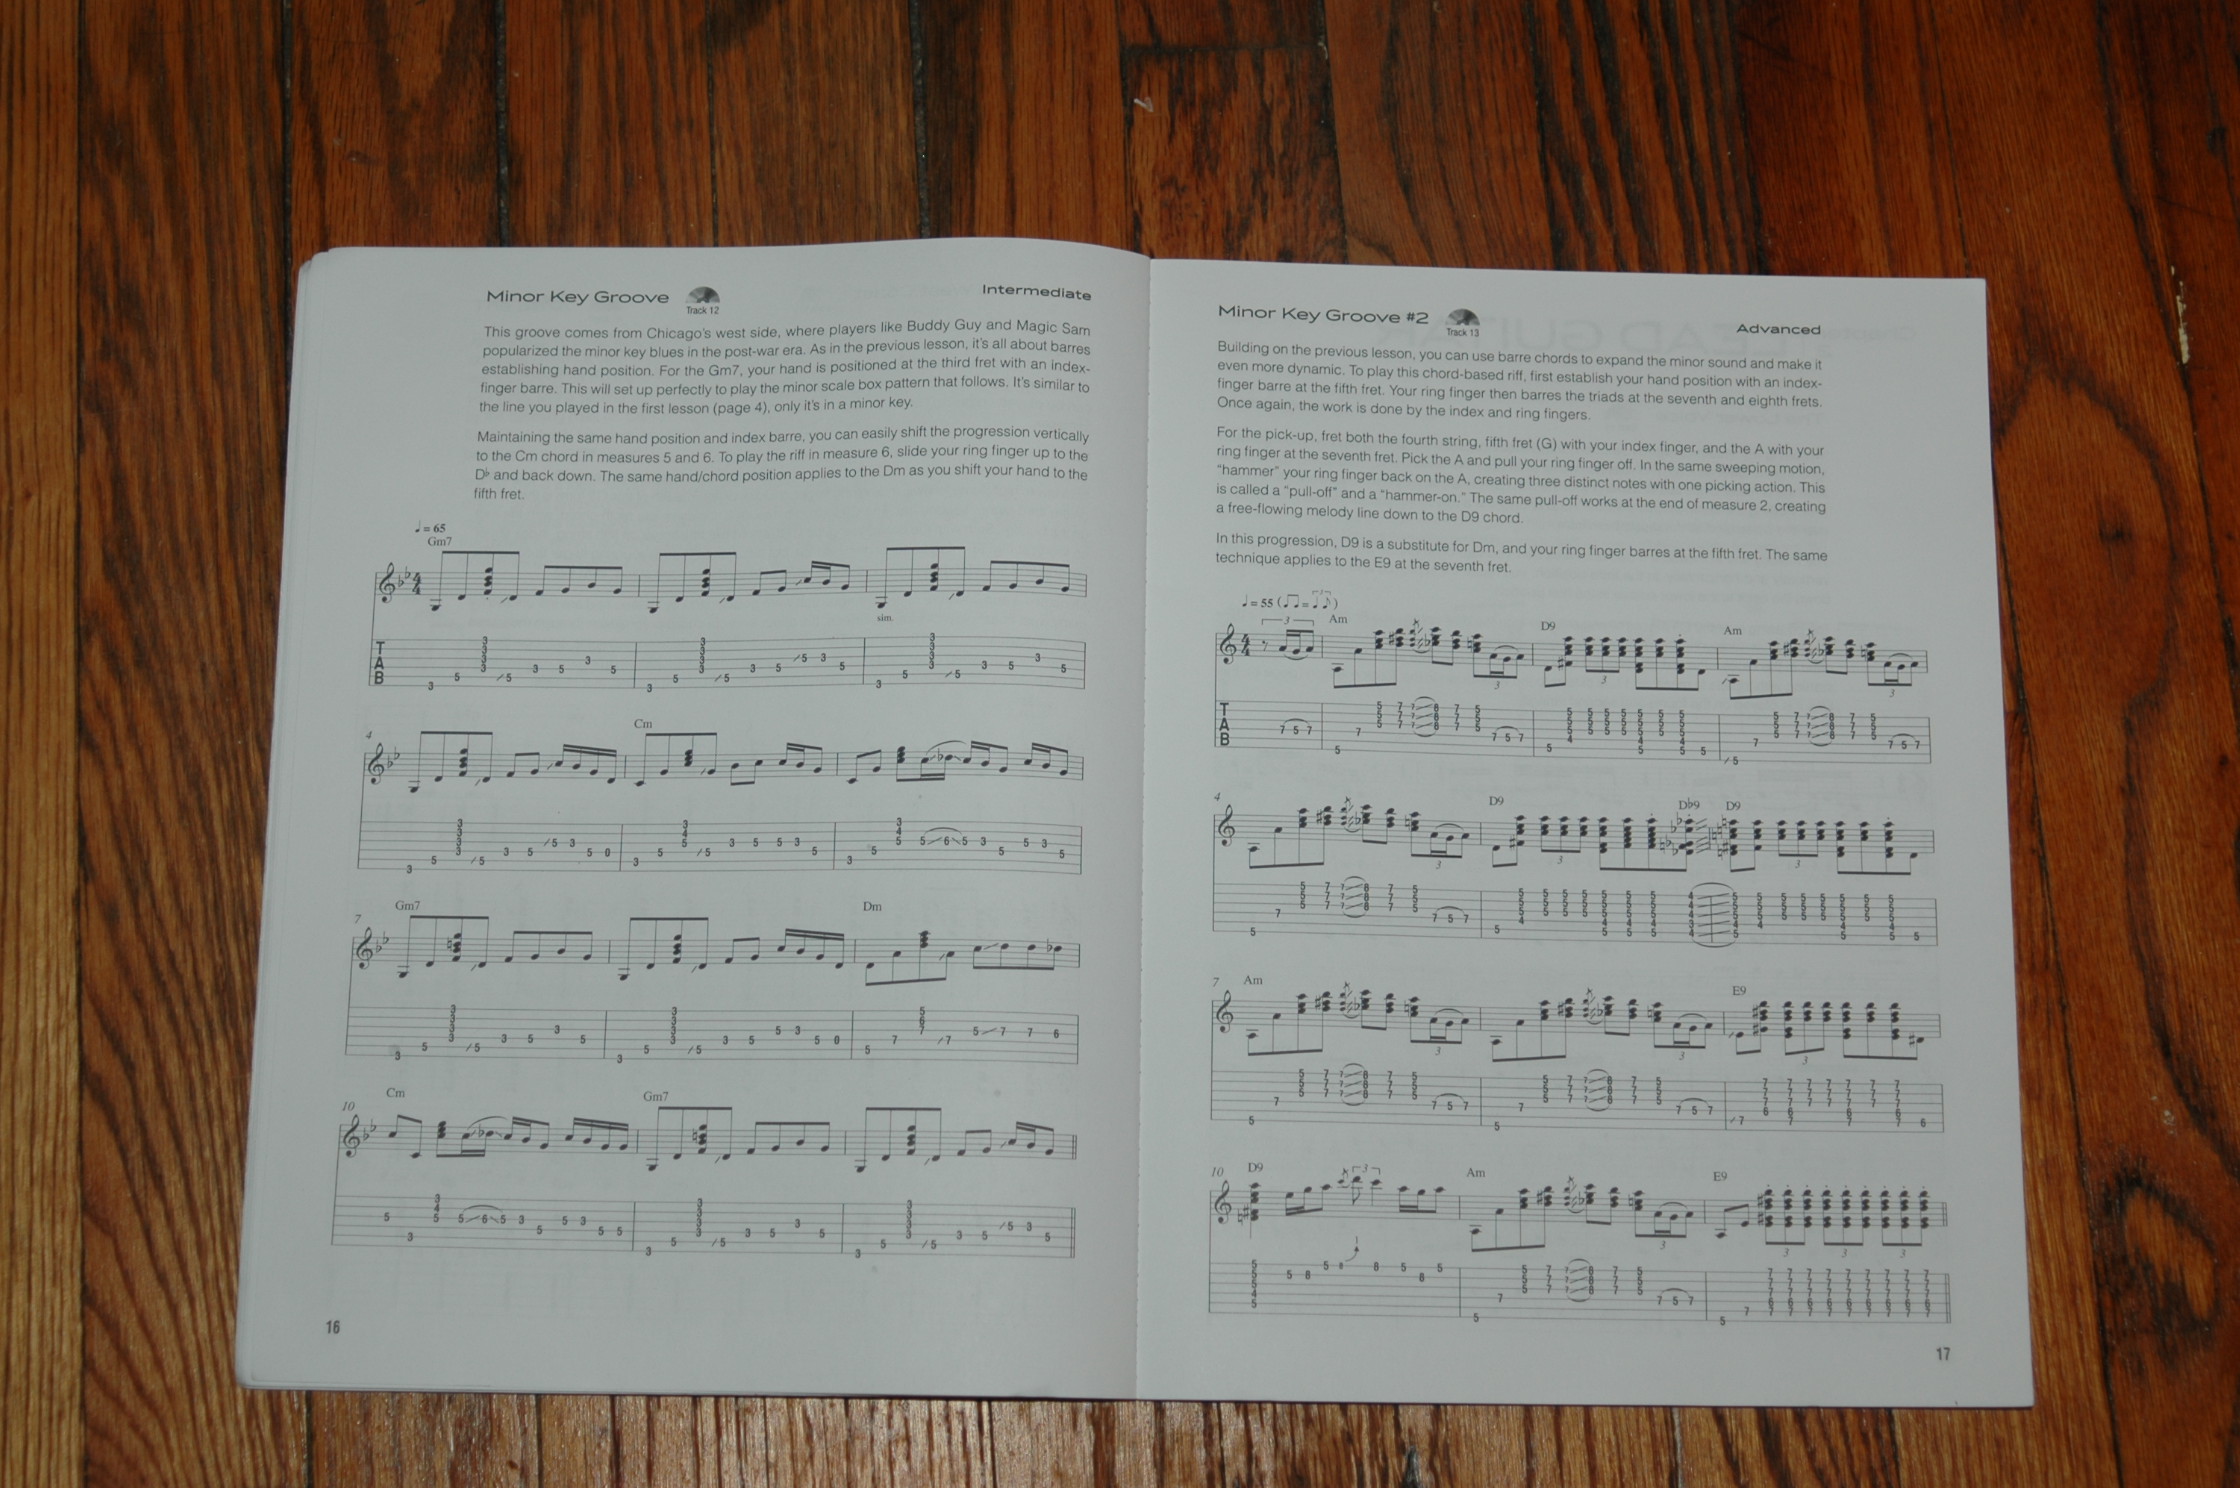 Minor Key Groove
Track 12
Intermediate
This groove comes from Chicago's west side, where players like Buddy Guy and Magic Sam
popularized the minor key blues in the post-war era. As in the previous lesson, it's all about barres
establishing hand position. For the Gm7, your hand is positioned at the third fret with an index-
finger barre. This will set up perfectly to play the minor scale box pattern that follows. It's similar to
the line you played in the first lesson (page 4), only it's in a minor key.
Maintaining the same hand position and index barre, you can easily shift the progression vertically
to the Cm chord in measures 5 and 6. To play the riff in measure 6, slide your ring finger up to the
D♭ and back down. The same hand/chord position applies to the Dm as you shift your hand to the
fifth fret.
♩ = 65
Gm7
sim.
T
A
B
4
Cm
7
Gm7
Dm
10
Cm
Gm7
16
Minor Key Groove #2
Track 13
Advanced
Building on the previous lesson, you can use barre chords to expand the minor sound and make it
even more dynamic. To play this chord-based riff, first establish your hand position with an index-
finger barre at the fifth fret. Your ring finger then barres the triads at the seventh and eighth frets.
Once again, the work is done by the index and ring fingers.
For the pick-up, fret both the fourth string, fifth fret (G) with your index finger, and the A with your
ring finger at the seventh fret. Pick the A and pull your ring finger off. In the same sweeping motion,
"hammer" your ring finger back on the A, creating three distinct notes with one picking action. This
is called a "pull-off" and a "hammer-on." The same pull-off works at the end of measure 2, creating
a free-flowing melody line down to the D9 chord.
In this progression, D9 is a substitute for Dm, and your ring finger barres at the fifth fret. The same
technique applies to the E9 at the seventh fret.
♩ = 55
Am
D9
Am
T
A
B
4
D9
D♭9
D9
7
Am
E9
10
D9
Am
E9
17